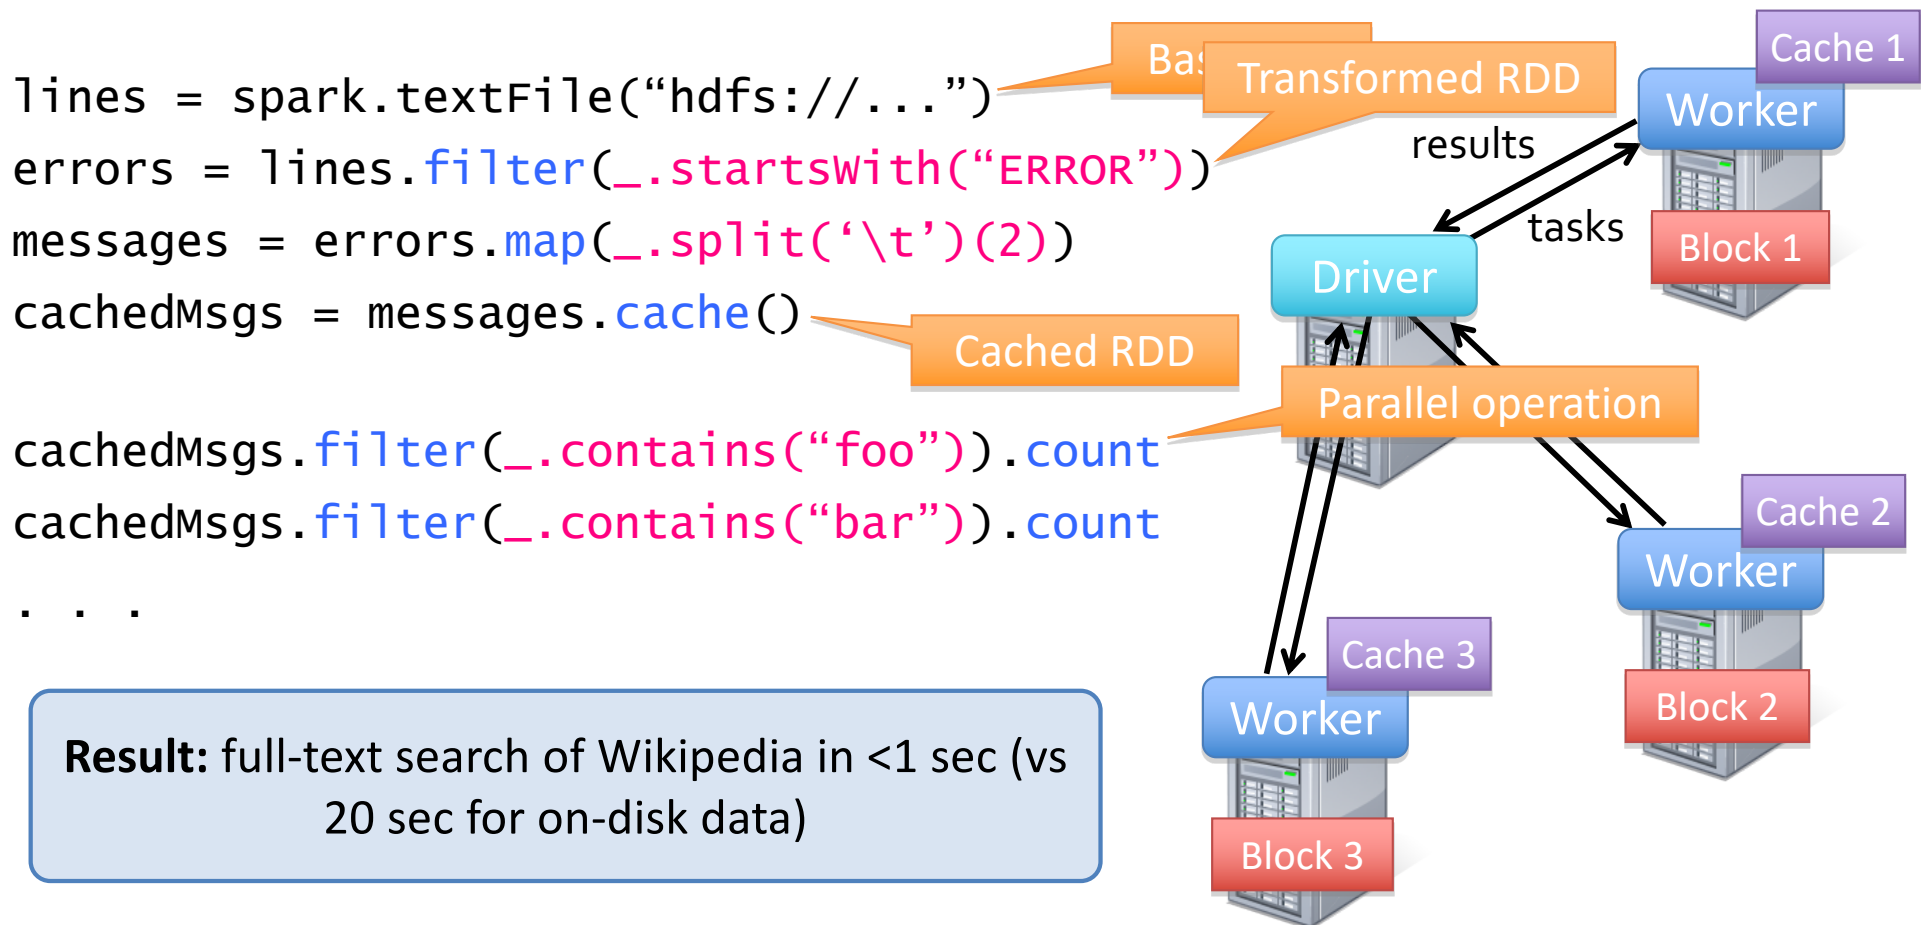 lines = spark.textFile(“hdfs://...”)
errors = lines.filter(_.startsWith(“ERROR”))
messages = errors.map(_.split(‘\t’)(2))
cachedMsgs = messages.cache()
cachedMsgs.filter(_.contains(“foo”)).count
cachedMsgs.filter(_.contains(“bar”)).count
. . .
Result: full-text search of Wikipedia in <1 sec (vs
20 sec for on-disk data)
Transformed RDD
Cached RDD
Parallel operation
results
tasks
Driver
Cache 1
Worker
Block 1
Cache 2
Worker
Block 2
Cache 3
Worker
Block 3